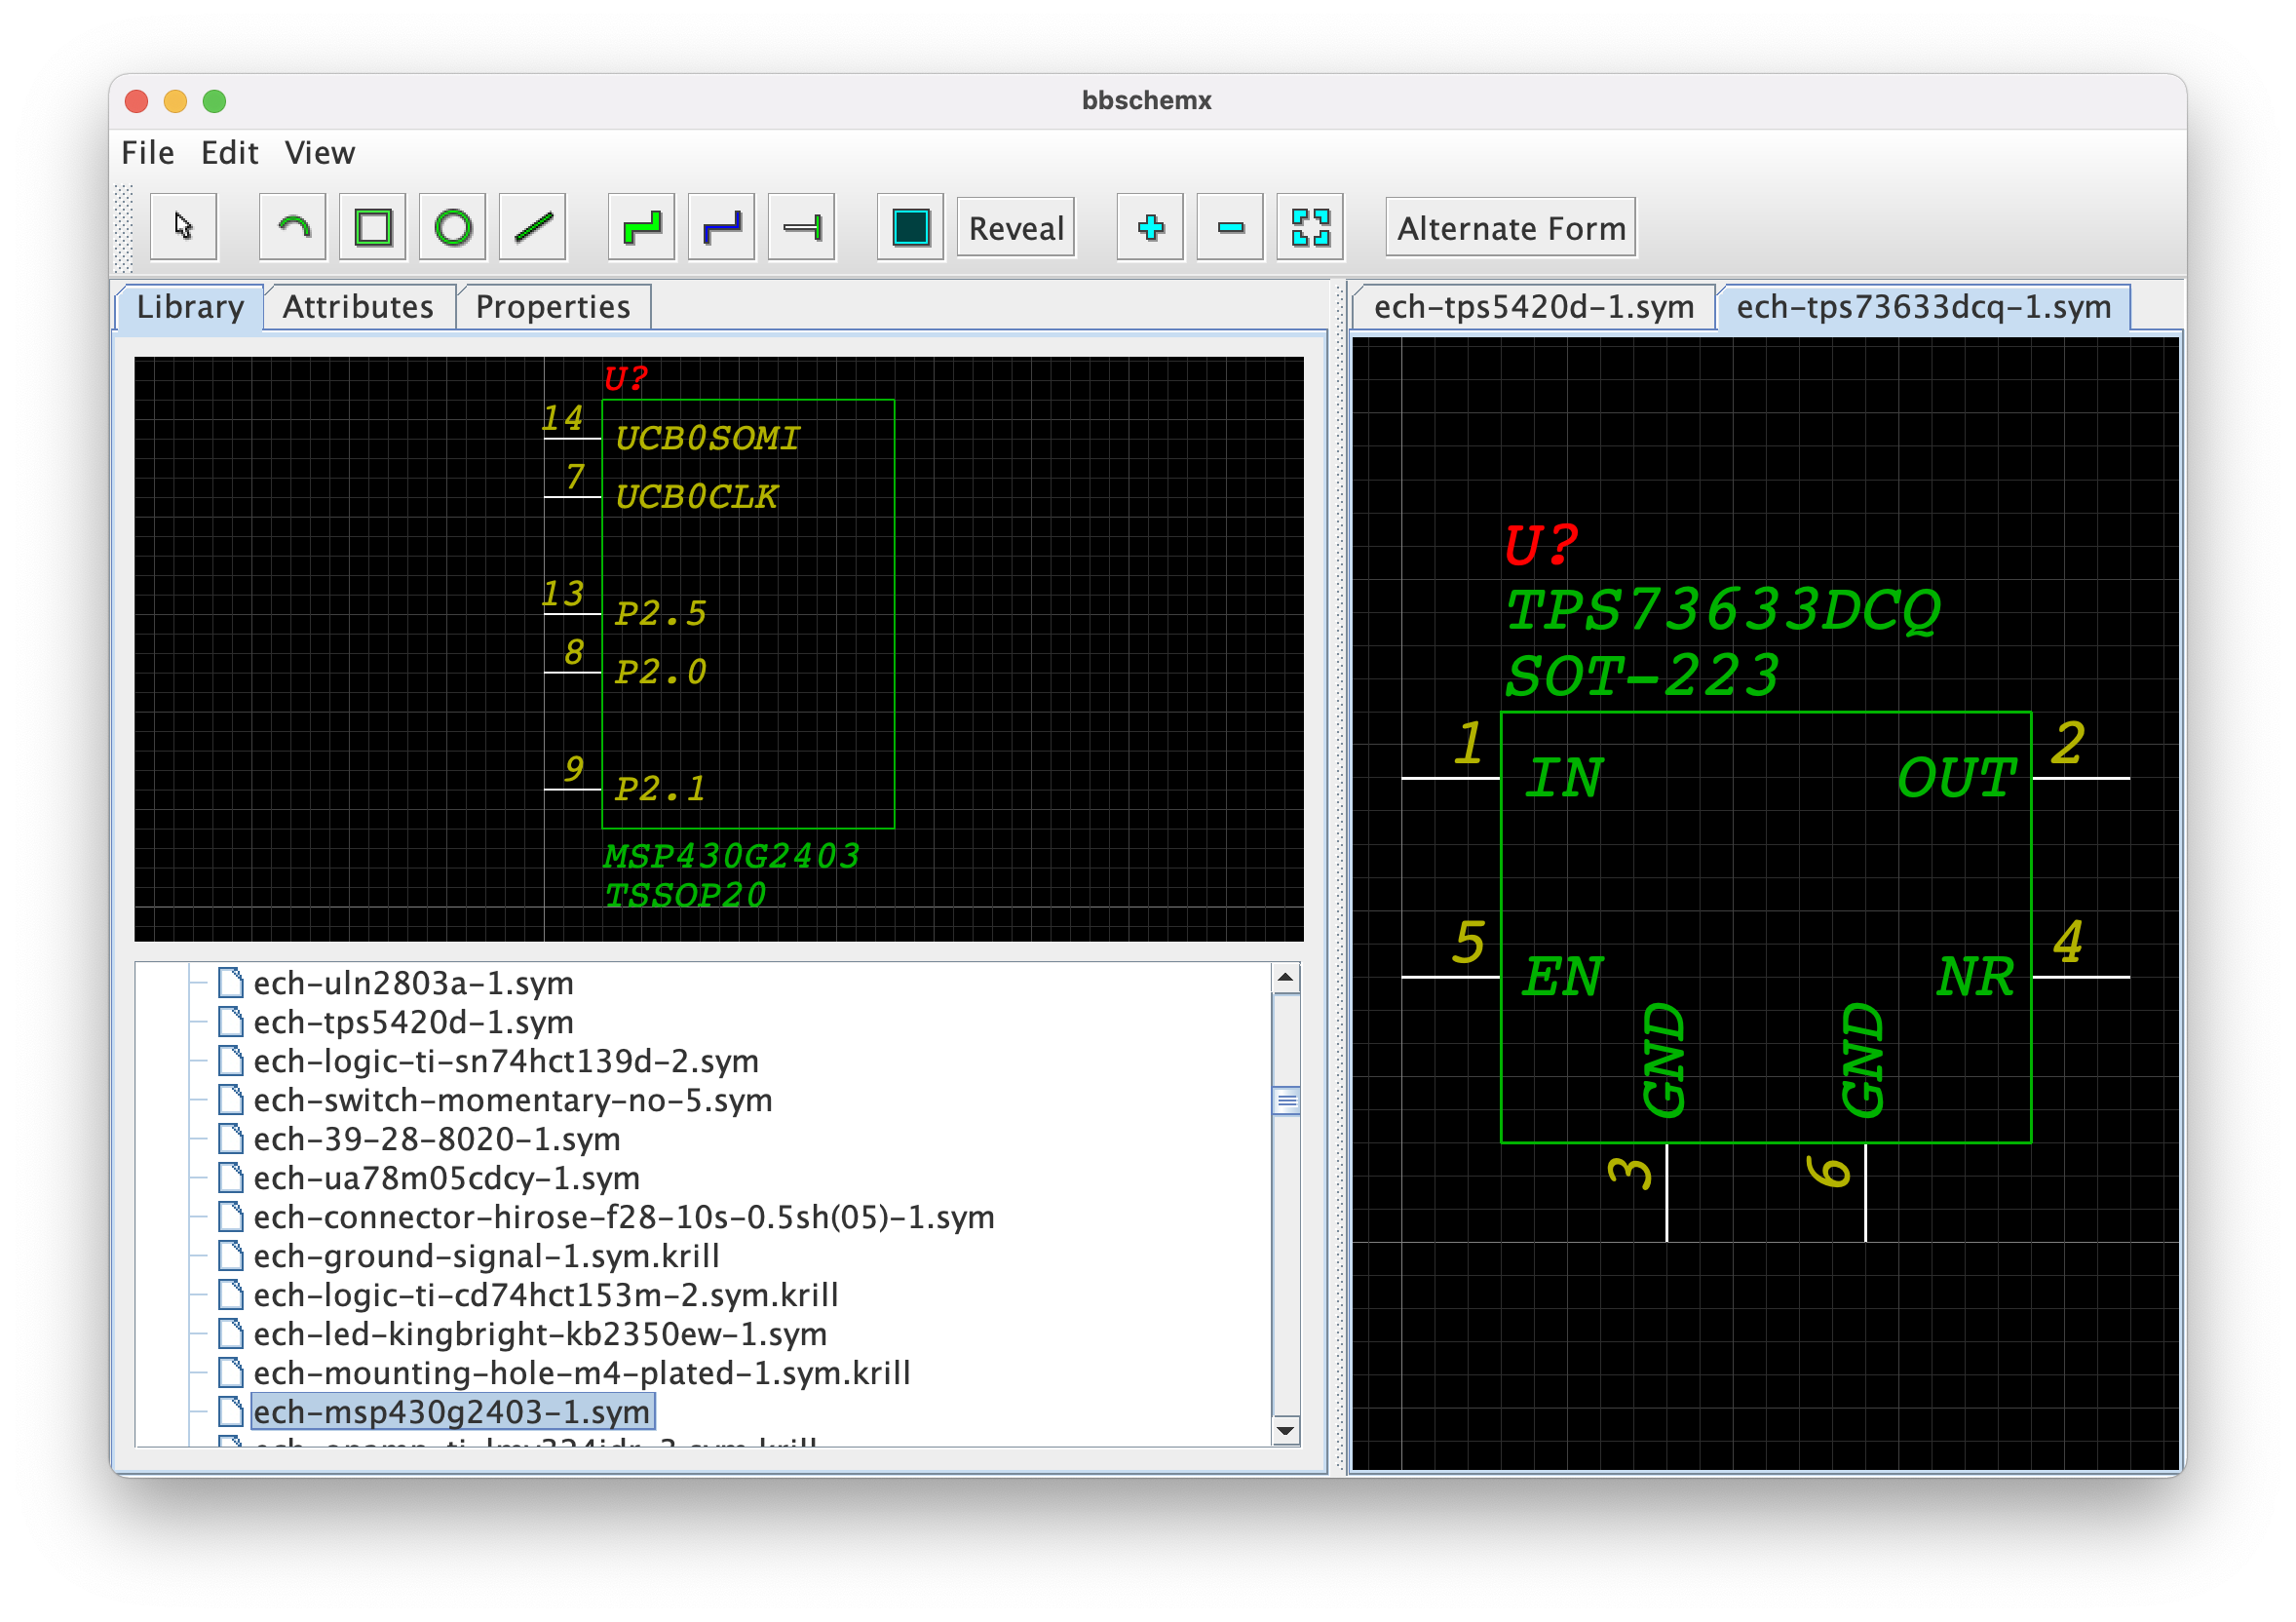 bbschemx
File Edit View
Reveal
Alternate Form
Library Attributes Properties
U?
14 UCB0SOMI
7 UCB0CLK
13 P2.5
8 P2.0
9 P2.1
MSP430G2403
TSSOP20
ech-uln2803a-1.sym
ech-tps5420d-1.sym
ech-logic-ti-sn74hct139d-2.sym
ech-switch-momentary-no-5.sym
ech-39-28-8020-1.sym
ech-ua78m05cdcy-1.sym
ech-connector-hirose-f28-10s-0.5sh(05)-1.sym
ech-ground-signal-1.sym.krill
ech-logic-ti-cd74hct153m-2.sym.krill
ech-led-kingbright-kb2350ew-1.sym
ech-mounting-hole-m4-plated-1.sym.krill
ech-msp430g2403-1.sym
ech-tps5420d-1.sym ech-tps73633dcq-1.sym
U?
TPS73633DCQ
SOT-223
1 IN OUT 2
5 EN NR 4
GND GND
3 6